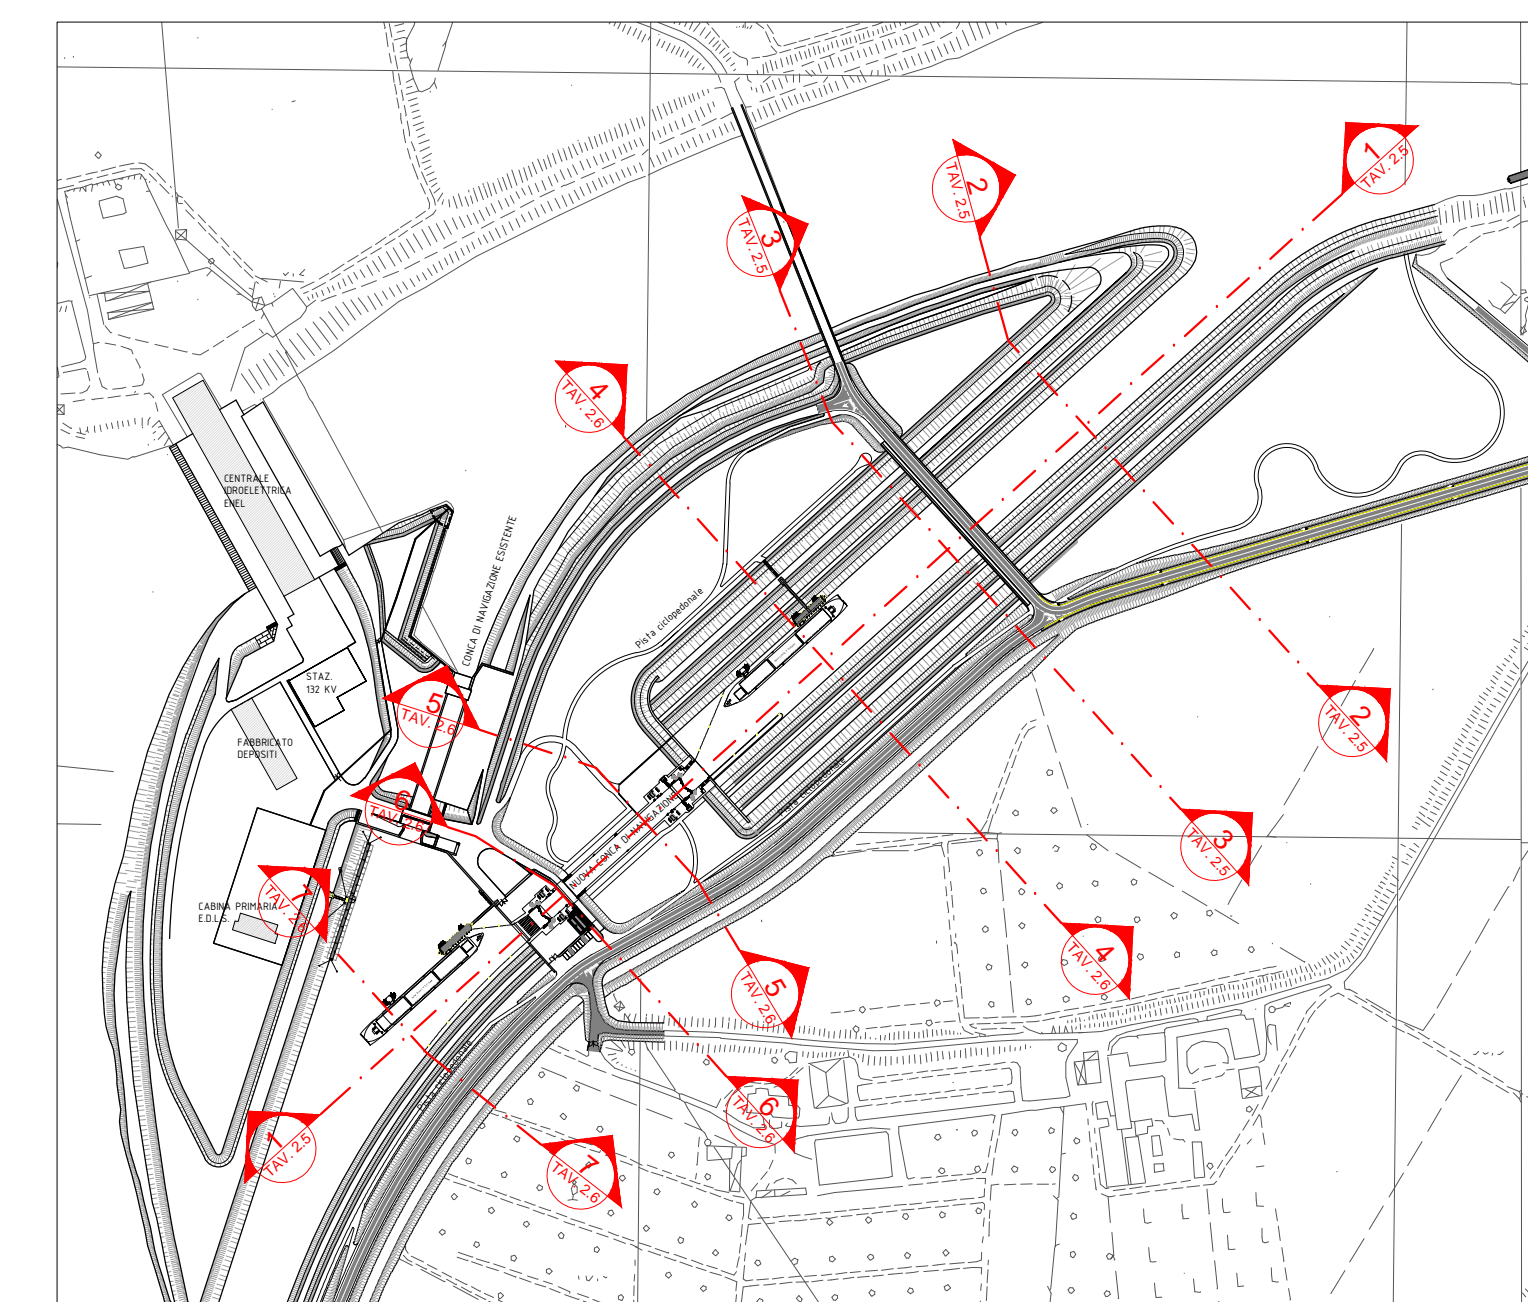 1
TAV. 2.5
2
TAV. 2.5
3
TAV. 2.5
4
TAV. 2.6
CENTRALE
IDROELETTRICA
ENEL
CONCA DI NAVIGAZIONE ESISTENTE
Pista ciclopedonale
STAZ.
132 KV
5
TAV. 2.6
2
TAV. 2.5
FABBRICATO
DEPOSITI
6
TAV. 2.6
Pista ciclopedonale
NUOVA CONCA DI NAVIGAZIONE
3
TAV. 2.5
7
TAV. 2.6
CABINA PRIMARIA
E.D.L.S.
4
TAV. 2.6
5
TAV. 2.6
Pista ciclopedonale
6
TAV. 2.6
1
TAV. 2.5
7
TAV. 2.6